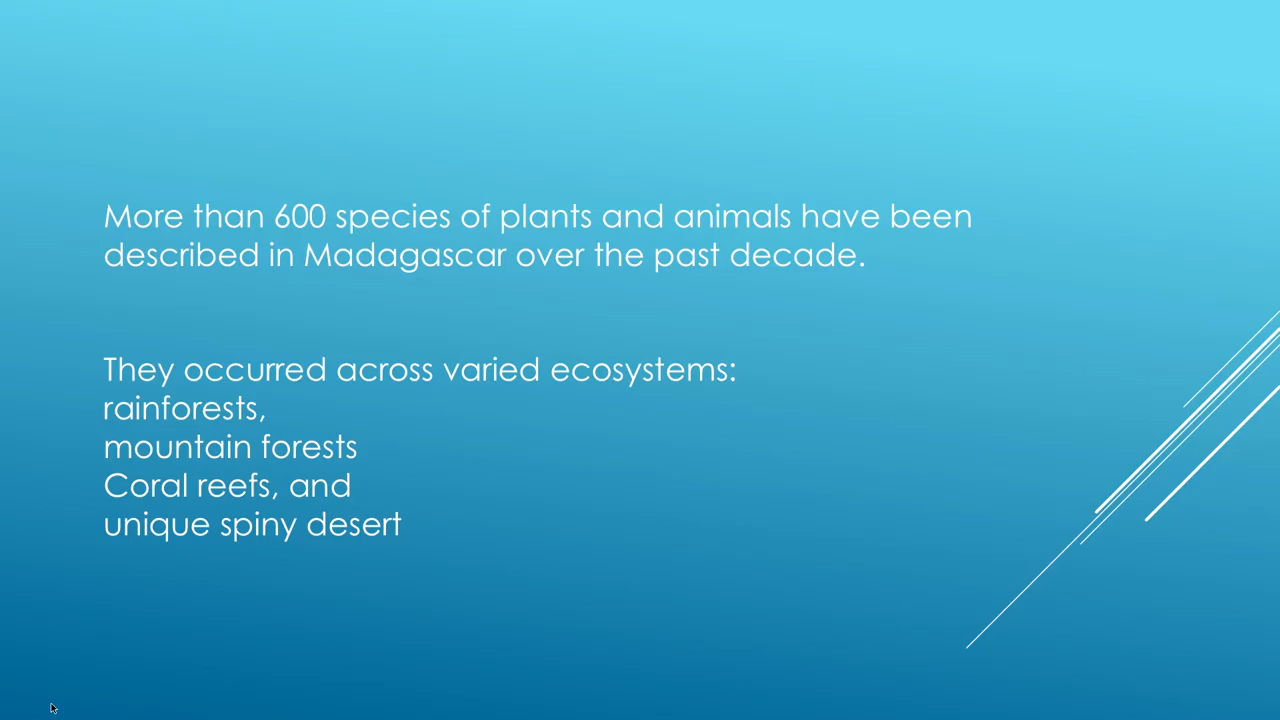 More than 600 species of plants and animals have been
described in Madagascar over the past decade.
They occurred across varied ecosystems:
rainforests,
mountain forests
Coral reefs, and
unique spiny desert